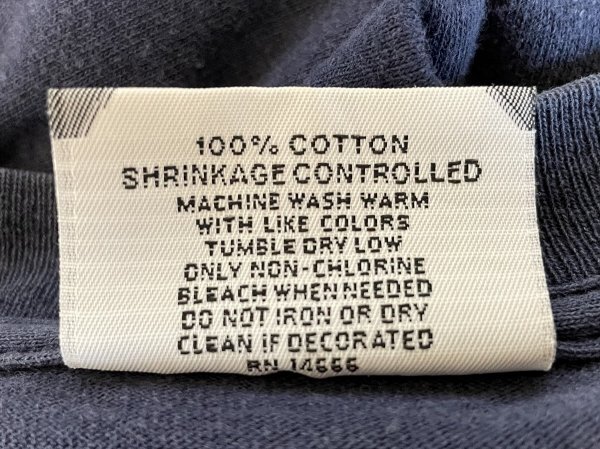 100% COTTON
SHRINKAGE CONTROLLED
MACHINE WASH WARM
WITH LIKE COLORS
TUMBLE DRY LOW
ONLY NON-CHLORINE
BLEACH WHEN NEEDED
DO NOT IRON OR DRY
CLEAN IF DECORATED
RN 14666